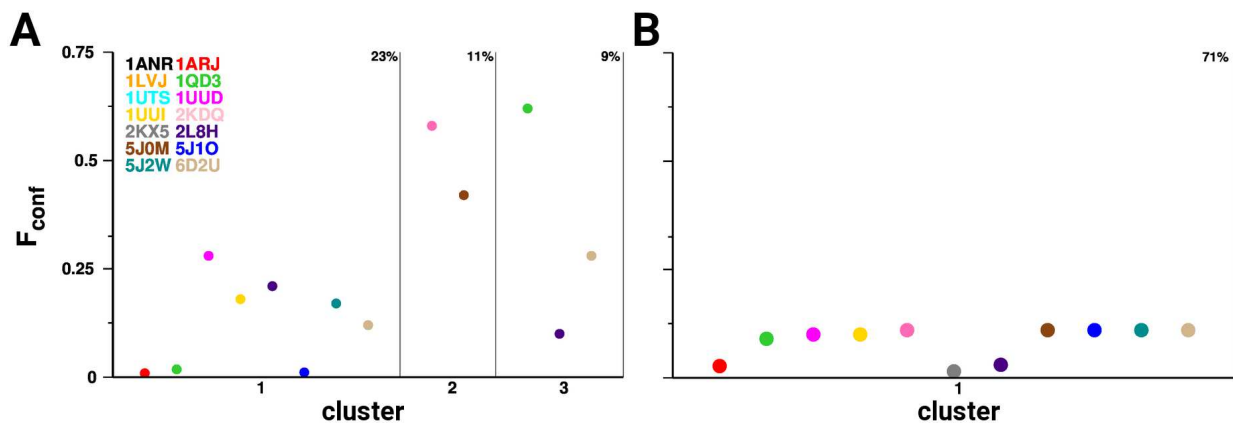 A
B
0.75
0.5
0.25
0
F_conf
23%
11%
9%
71%
1ANR 1ARJ
1LVJ 1QD3
1UTS 1UUD
1UUI 2KDQ
2KX5 2L8H
5J0M 5J1O
5J2W 6D2U
1
2
3
1
cluster
cluster